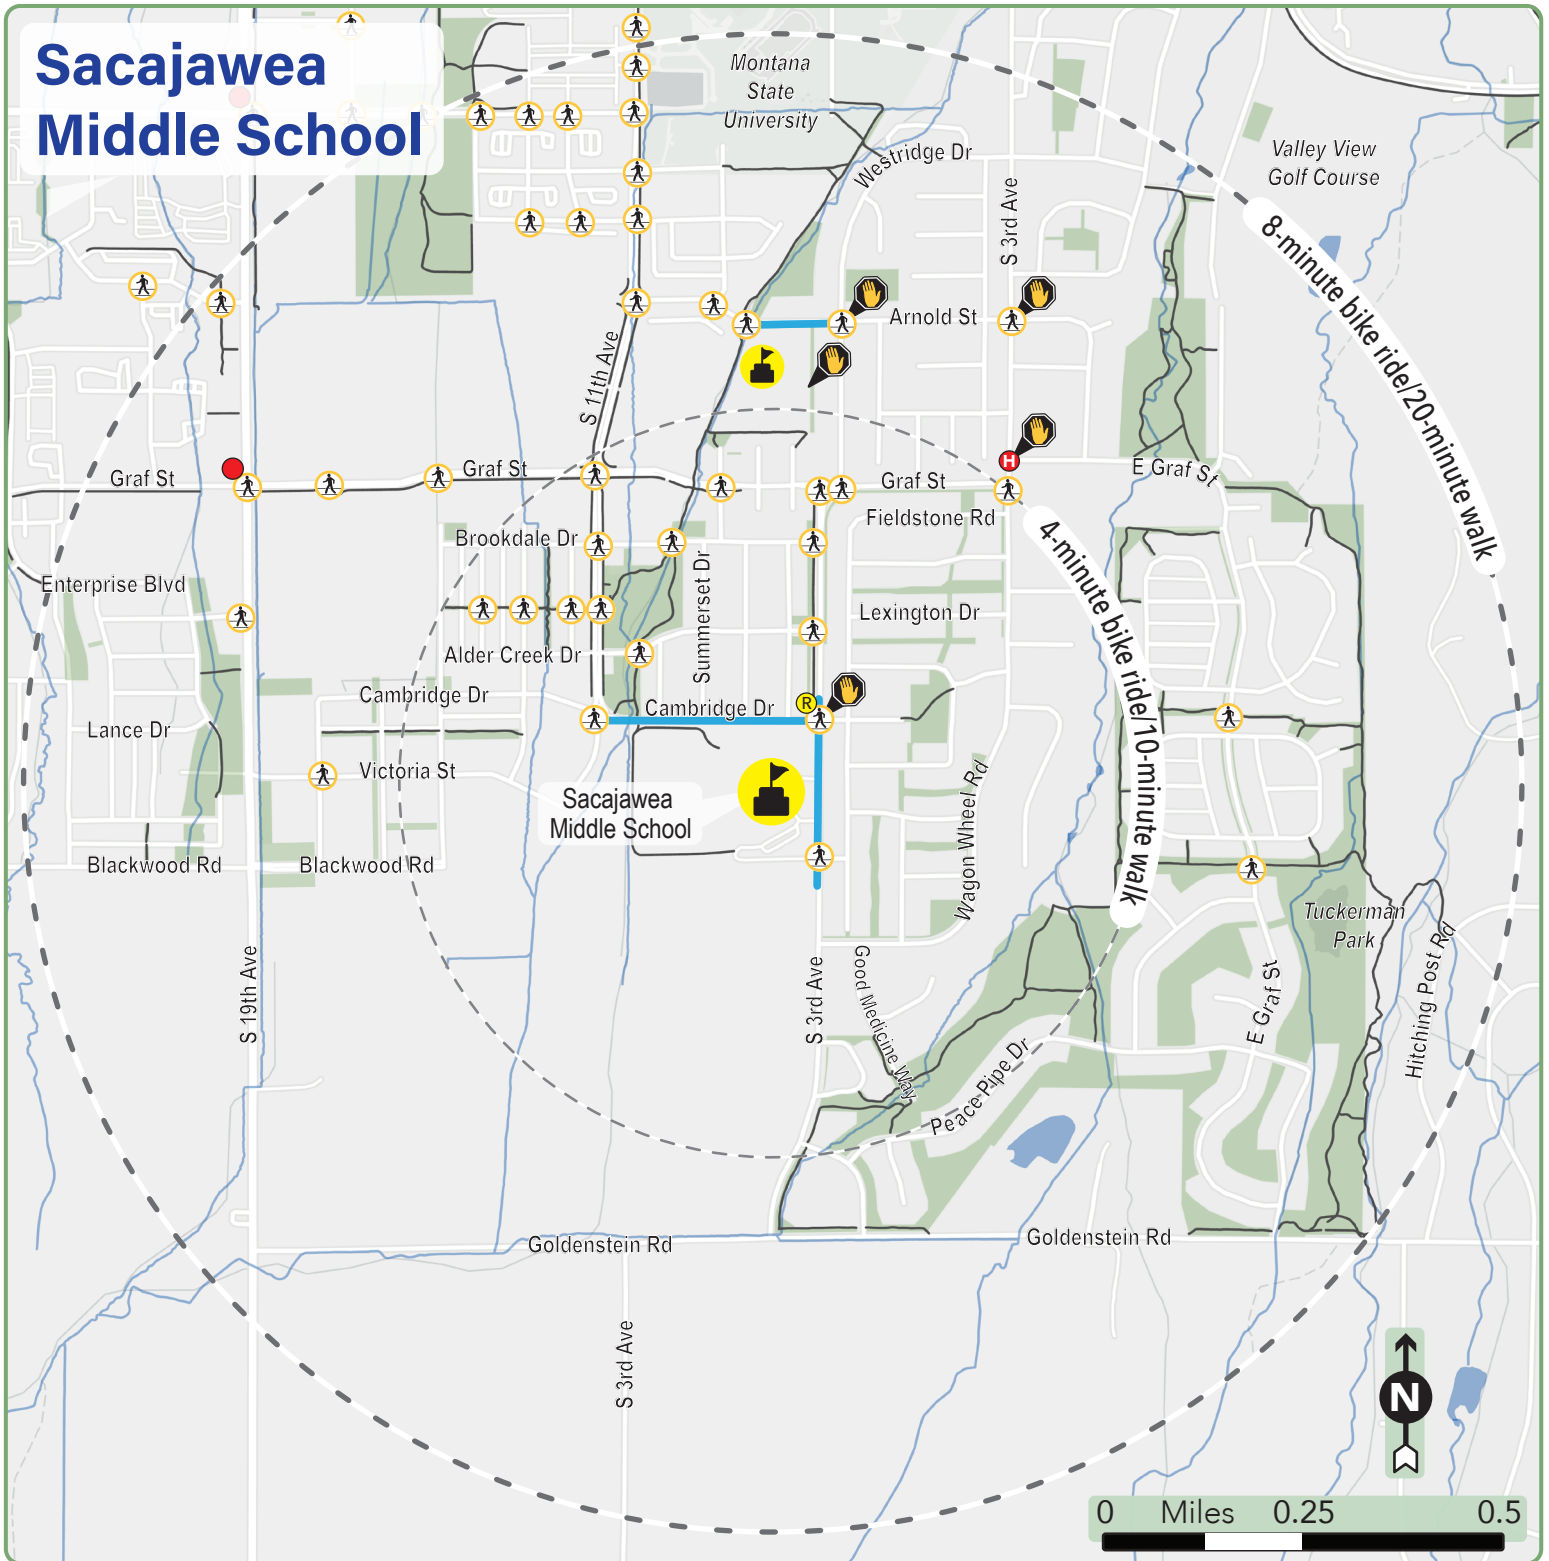 Sacajawea
Middle School
Montana
State
University
Westridge Dr
Valley View
Golf Course
S 3rd Ave
8-minute bike ride/20-minute walk
Arnold St
S 11th Ave
Graf St
Graf St
Graf St
E Graf St
H
Fieldstone Rd
4-minute bike ride/10-minute walk
Brookdale Dr
Summerset Dr
Enterprise Blvd
Lexington Dr
Alder Creek Dr
Cambridge Dr
Cambridge Dr
R
Lance Dr
Victoria St
Sacajawea
Middle School
Wagon Wheel Rd
Blackwood Rd
Blackwood Rd
Tuckerman
Park
Hitching Post Rd
S 19th Ave
S 3rd Ave
Good Medicine Way
E Graf St
Peace Pipe Dr
Goldenstein Rd
Goldenstein Rd
S 3rd Ave
N
0 Miles 0.25 0.5